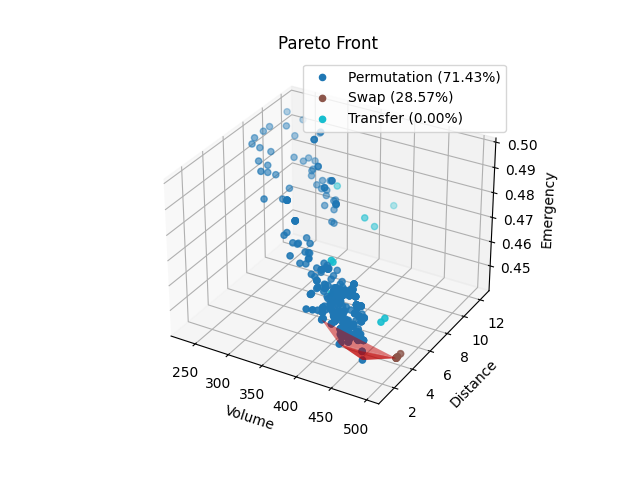 Pareto Front
Permutation (71.43%)
Swap (28.57%)
Transfer (0.00%)
0.50
0.49
0.48
0.47
0.46
0.45
Emergency
12
10
8
6
4
2
Distance
250
300
350
400
450
500
Volume